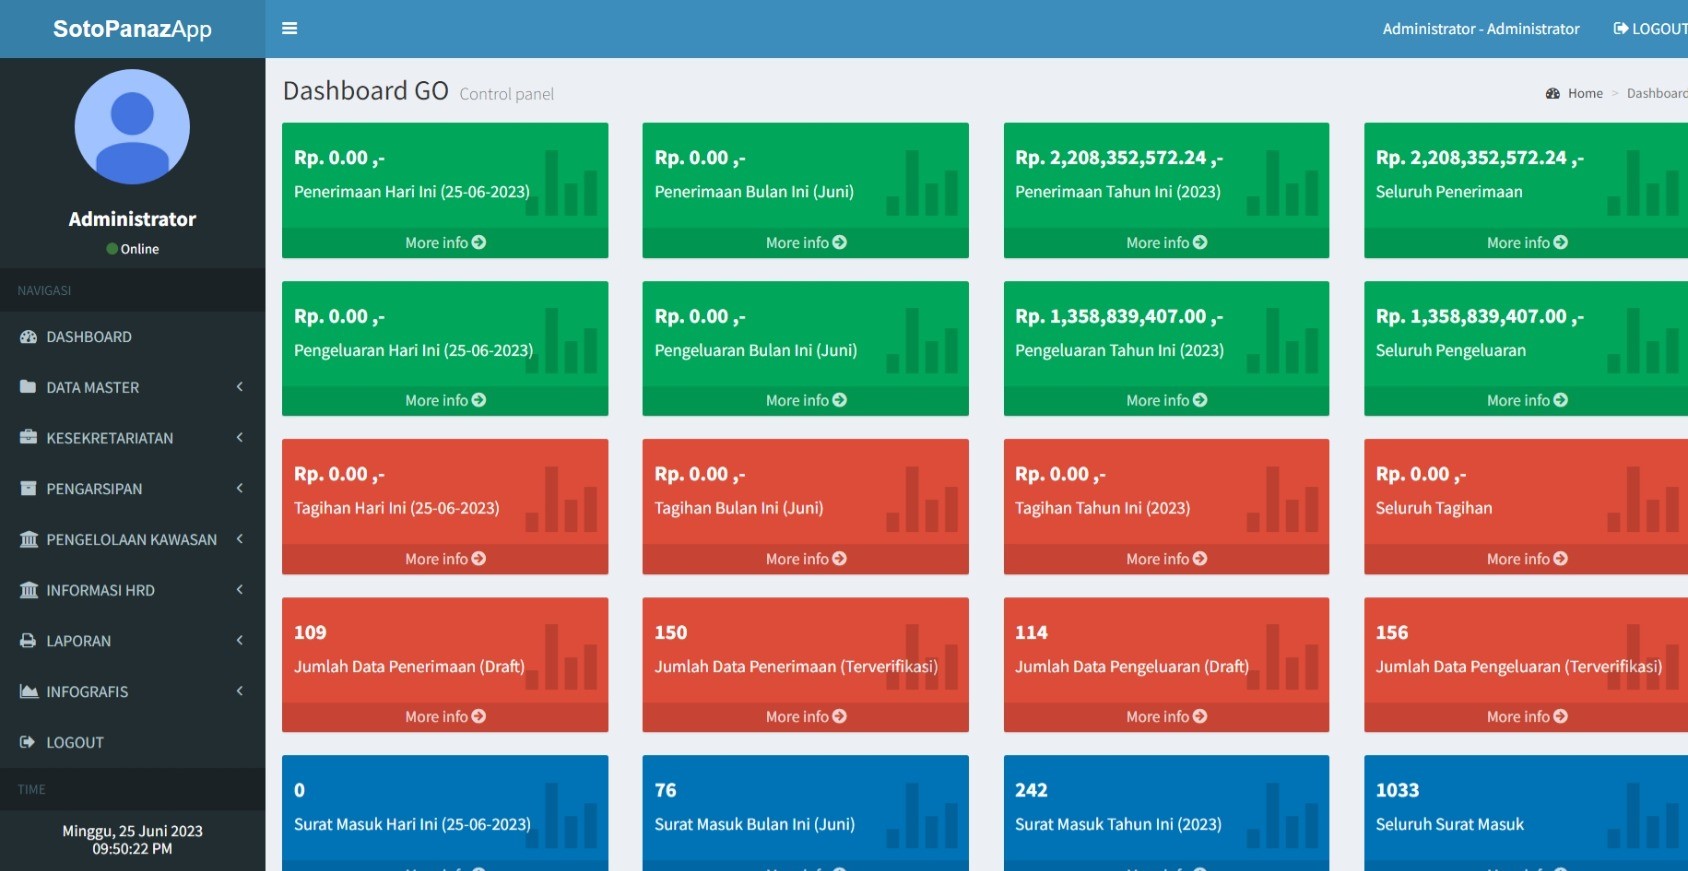 SotoPanazApp
Administrator - Administrator
LOGOUT
Administrator
Online
NAVIGASI
DASHBOARD
DATA MASTER
KESEKRETARIATAN
PENGARSIPAN
PENGELOLAAN KAWASAN
INFORMASI HRD
LAPORAN
INFOGRAFIS
LOGOUT
TIME
Minggu, 25 Juni 2023
09:50:22 PM
Dashboard GO Control panel
Home > Dashboard
Rp. 0.00 ,-
Penerimaan Hari Ini (25-06-2023)
More info
Rp. 0.00 ,-
Penerimaan Bulan Ini (Juni)
More info
Rp. 2,208,352,572.24 ,-
Penerimaan Tahun Ini (2023)
More info
Rp. 2,208,352,572.24 ,-
Seluruh Penerimaan
More info
Rp. 0.00 ,-
Pengeluaran Hari Ini (25-06-2023)
More info
Rp. 0.00 ,-
Pengeluaran Bulan Ini (Juni)
More info
Rp. 1,358,839,407.00 ,-
Pengeluaran Tahun Ini (2023)
More info
Rp. 1,358,839,407.00 ,-
Seluruh Pengeluaran
More info
Rp. 0.00 ,-
Tagihan Hari Ini (25-06-2023)
More info
Rp. 0.00 ,-
Tagihan Bulan Ini (Juni)
More info
Rp. 0.00 ,-
Tagihan Tahun Ini (2023)
More info
Rp. 0.00 ,-
Seluruh Tagihan
More info
109
Jumlah Data Penerimaan (Draft)
More info
150
Jumlah Data Penerimaan (Terverifikasi)
More info
114
Jumlah Data Pengeluaran (Draft)
More info
156
Jumlah Data Pengeluaran (Terverifikasi)
More info
0
Surat Masuk Hari Ini (25-06-2023)
76
Surat Masuk Bulan Ini (Juni)
242
Surat Masuk Tahun Ini (2023)
1033
Seluruh Surat Masuk